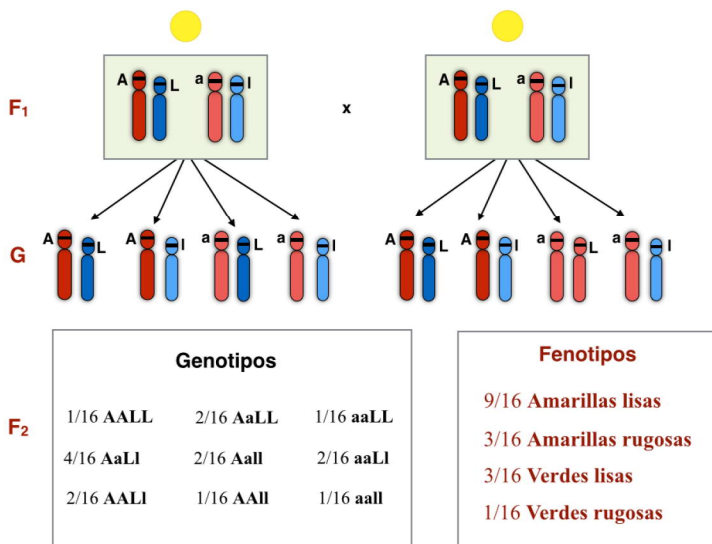 A L a l
F1
x
A L a l
G
A L A l a L a l
A L A l a L a l
F2
Genotipos
1/16 AALL 2/16 AaLL 1/16 aaLL
4/16 AaLl 2/16 Aall 2/16 aaLl
2/16 AALl 1/16 AAll 1/16 aall
Fenotipos
9/16 Amarillas lisas
3/16 Amarillas rugosas
3/16 Verdes lisas
1/16 Verdes rugosas